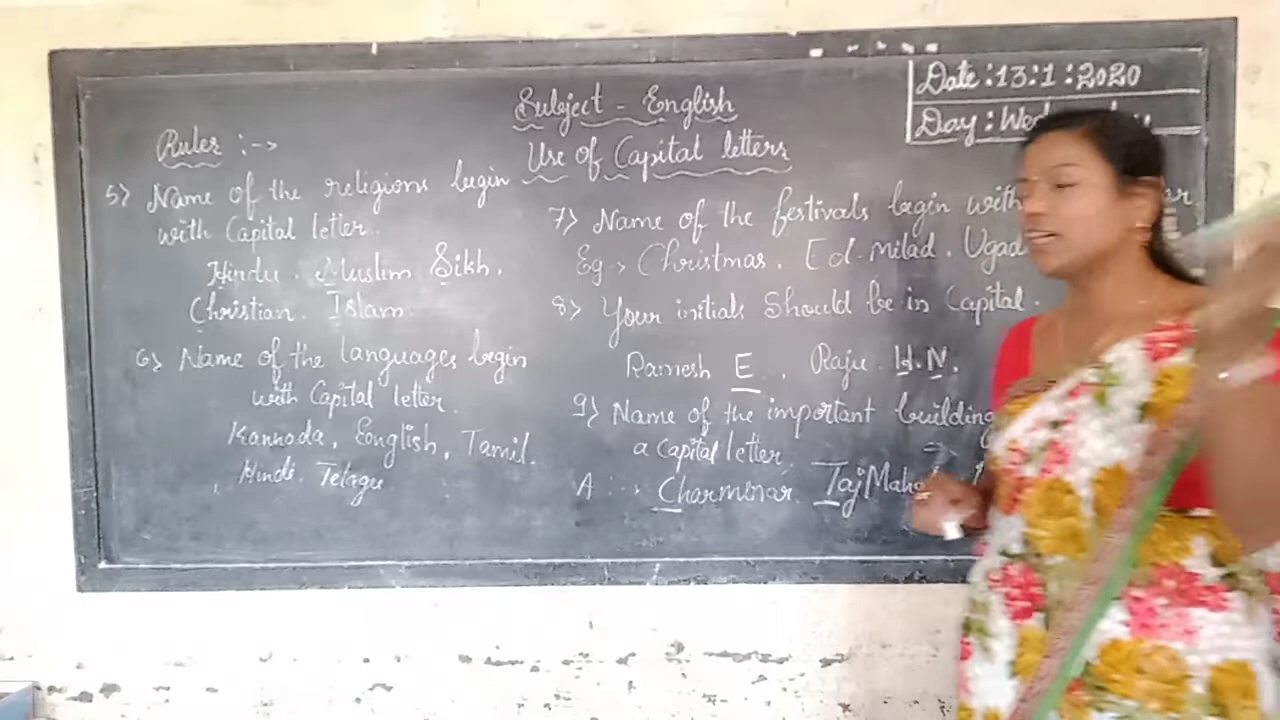 Subject - English
Date : 13 : 1 : 2020
Day : Wed
Use of Capital letters
Rules :->
5> Name of the religions begin
with Capital letter.
Hindu. Muslim Sikh.
Christian. Islam.
6> Name of the languages begin
with Capital letter.
Kannada, English, Tamil.
Hindi. Telagu
7> Name of the festivals begin with
Eg -> Christmas. Ed-Milad. Ugad
8> Your initials Should be in Capital.
Ramesh E. , Raju. H.N.
9> Name of the important building
a Capital letter
A :-> Charminar. Taj Maha